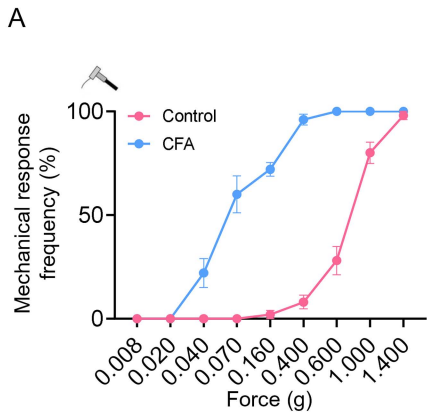 A
Control
CFA
Mechanical response
frequency (%)
100
50
0
0.008
0.020
0.040
0.070
0.160
0.400
0.600
1.000
1.400
Force (g)